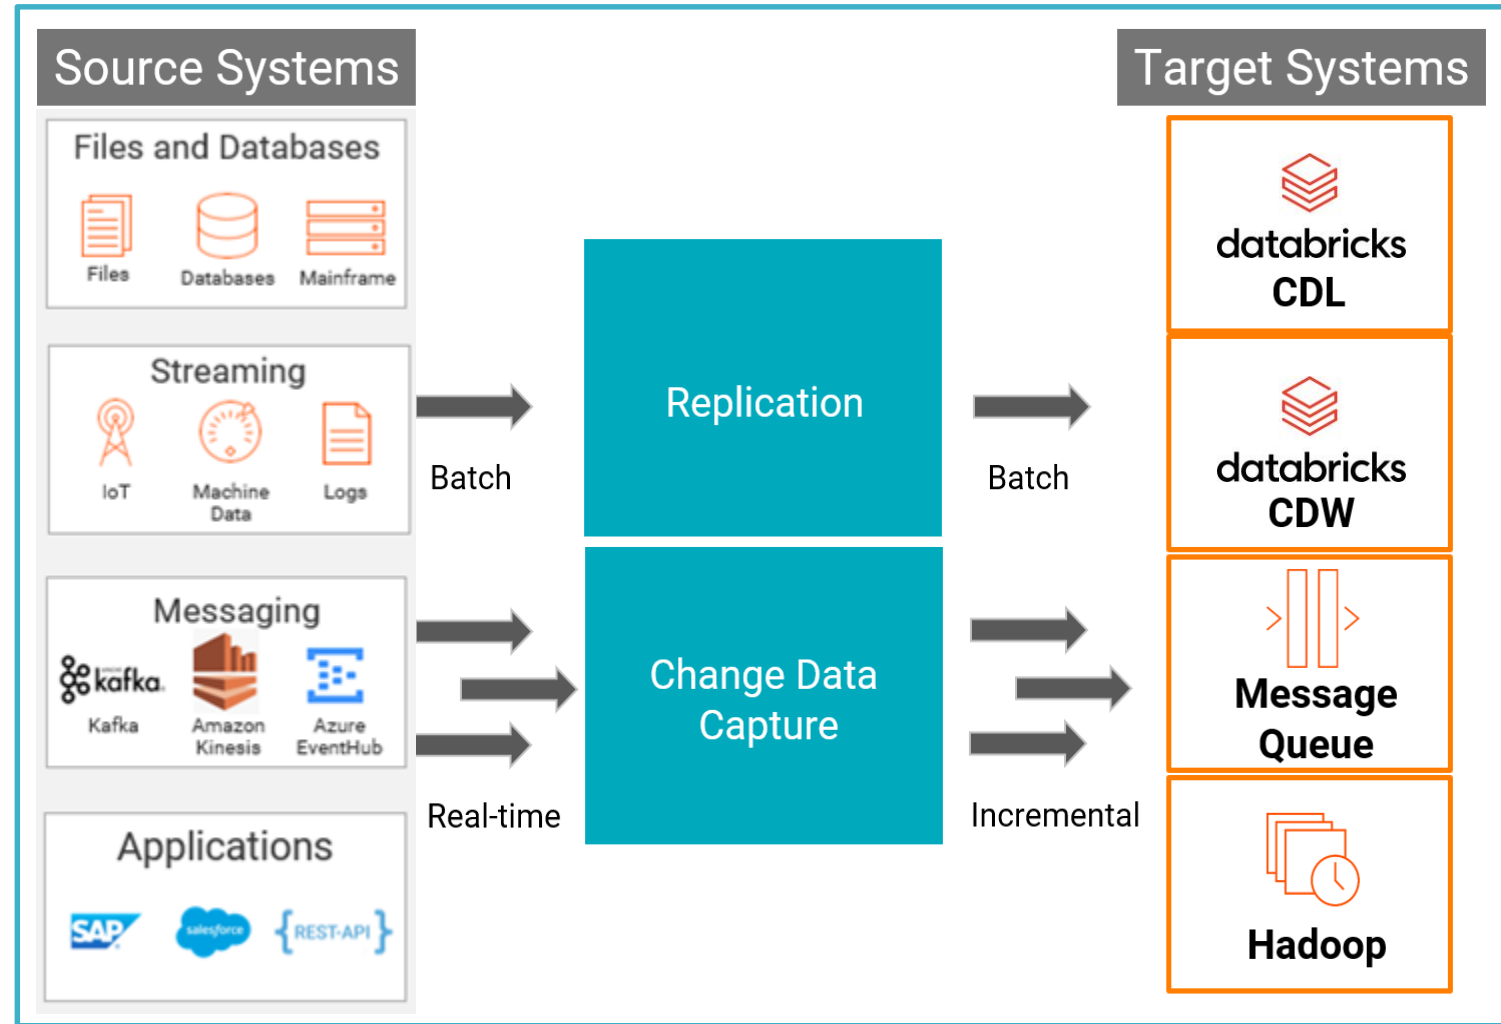 Source Systems
Files and Databases
Files
Databases
Mainframe
Streaming
IoT
Machine
Data
Logs
Messaging
APACHE
kafka.
Kafka
Amazon
Kinesis
Azure
EventHub
Applications
SAP
salesforce
{REST-API}
Batch
Real-time
Replication
Change Data
Capture
Batch
Incremental
Target Systems
databricks
CDL
databricks
CDW
Message
Queue
Hadoop